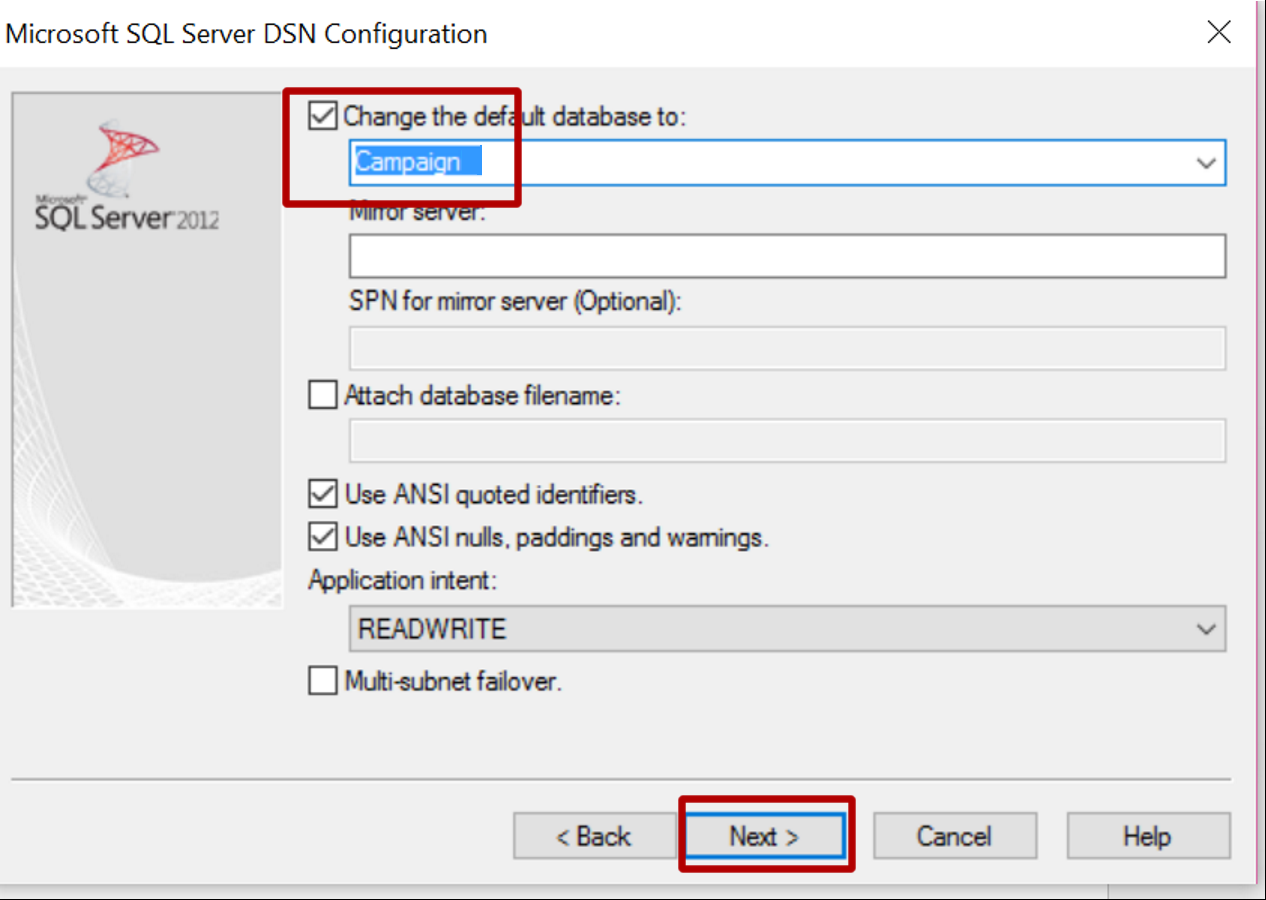 Microsoft SQL Server DSN Configuration
Microsoft®
SQL Server 2012
Change the default database to:
Campaign
Mirror server:
SPN for mirror server (Optional):
Attach database filename:
Use ANSI quoted identifiers.
Use ANSI nulls, paddings and warnings.
Application intent:
READWRITE
Multi-subnet failover.
< Back
Next >
Cancel
Help